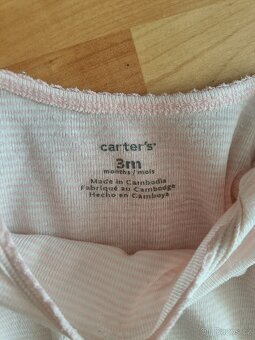 carter's®
3m
months / mois
Made in Cambodia
Fabriqué au Cambodge
Hecho en Camboya